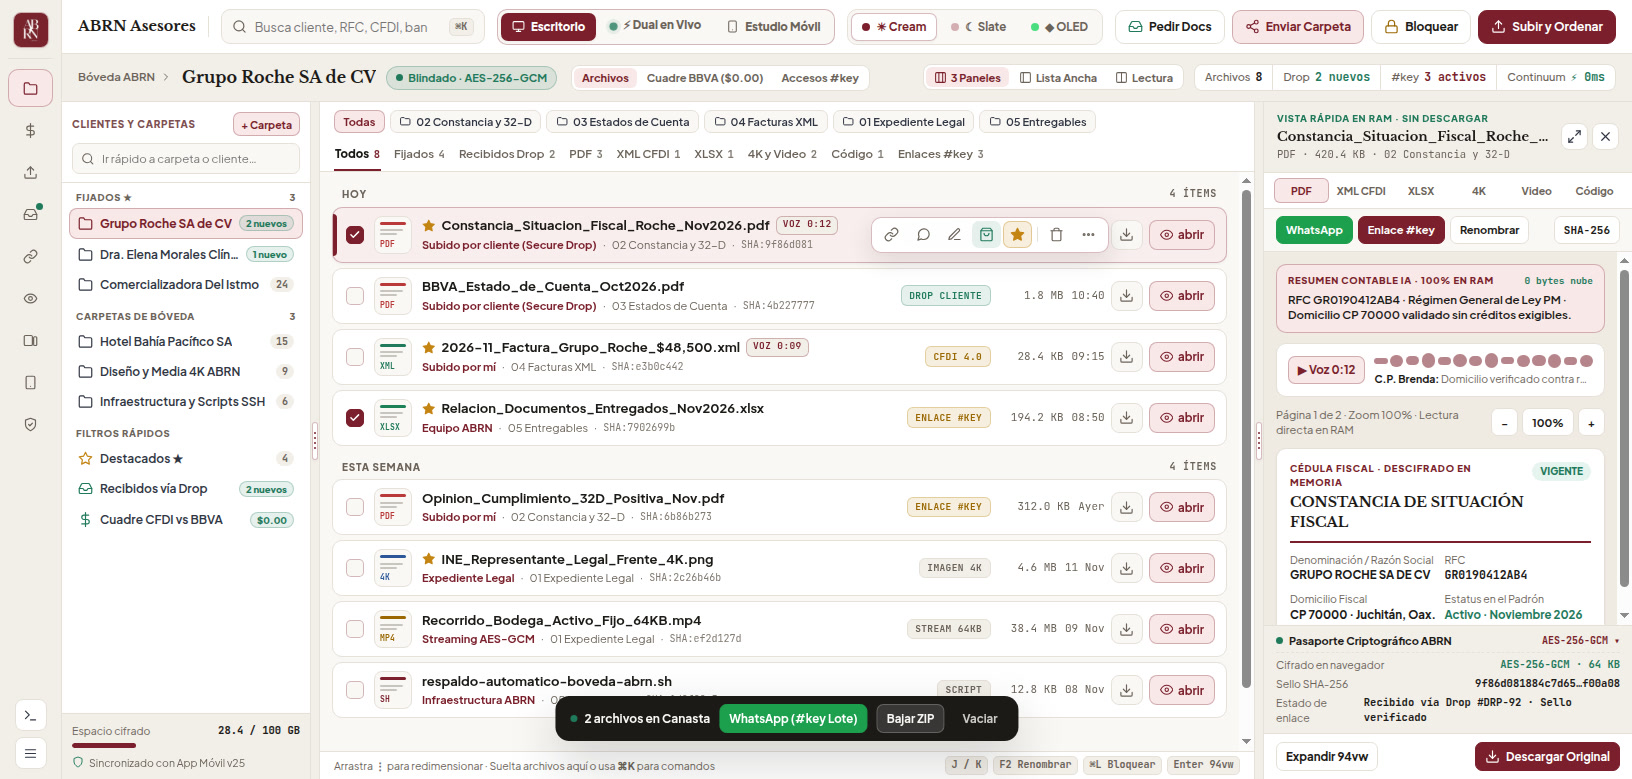 ABRN Asesores
Busca cliente, RFC, CFDI, ban ⌘K
Escritorio ⚡ Dual en Vivo Estudio Móvil
☀ Cream ☾ Slate ◆ OLED
Pedir Docs Enviar Carpeta Bloquear Subir y Ordenar
Bóveda ABRN > Grupo Roche SA de CV Blindado · AES-256-GCM
Archivos Cuadre BBVA ($0.00) Accesos #key
3 Paneles Lista Ancha Lectura
Archivos 8 Drop 2 nuevos #key 3 activos Continuum ⚡ 0ms
CLIENTES Y CARPETAS + Carpeta
Ir rápido a carpeta o cliente...
FIJADOS ★ 3
Grupo Roche SA de CV 2 nuevos
Dra. Elena Morales Clín... 1 nuevo
Comercializadora Del Istmo 24
CARPETAS DE BÓVEDA 3
Hotel Bahía Pacífico SA 15
Diseño y Media 4K ABRN 9
Infraestructura y Scripts SSH 6
FILTROS RÁPIDOS
Destacados ★ 4
Recibidos vía Drop 2 nuevos
Cuadre CFDI vs BBVA $0.00
Espacio cifrado 28.4 / 100 GB
Sincronizado con App Móvil v25
Todas 02 Constancia y 32-D 03 Estados de Cuenta 04 Facturas XML 01 Expediente Legal 05 Entregables
Todos 8 Fijados 4 Recibidos Drop 2 PDF 3 XML CFDI 1 XLSX 1 4K y Video 2 Código 1 Enlaces #key 3
HOY 4 ÍTEMS
PDF Constancia_Situacion_Fiscal_Roche_Nov2026.pdf VOZ 0:12 abrir
Subido por cliente (Secure Drop) · 02 Constancia y 32-D · SHA:9f86d081
PDF BBVA_Estado_de_Cuenta_Oct2026.pdf DROP CLIENTE 1.8 MB 10:40 abrir
Subido por cliente (Secure Drop) · 03 Estados de Cuenta · SHA:4b227777
XML 2026-11_Factura_Grupo_Roche_$48,500.xml VOZ 0:09 CFDI 4.0 28.4 KB 09:15 abrir
Subido por mí · 04 Facturas XML · SHA:e3b0c442
XLSX Relacion_Documentos_Entregados_Nov2026.xlsx ENLACE #KEY 194.2 KB 08:50 abrir
Equipo ABRN · 05 Entregables · SHA:7902699b
ESTA SEMANA 4 ÍTEMS
PDF Opinion_Cumplimiento_32D_Positiva_Nov.pdf ENLACE #KEY 312.0 KB Ayer abrir
Subido por mí · 02 Constancia y 32-D · SHA:6b86b273
4K INE_Representante_Legal_Frente_4K.png IMAGEN 4K 4.6 MB 11 Nov abrir
Expediente Legal · 01 Expediente Legal · SHA:2c26b46b
MP4 Recorrido_Bodega_Activo_Fijo_64KB.mp4 STREAM 64KB 38.4 MB 09 Nov abrir
Streaming AES-GCM · 01 Expediente Legal · SHA:ef2d127d
SH respaldo-automatico-boveda-abrn.sh SCRIPT 12.8 KB 08 Nov abrir
Infraestructura ABRN ·
2 archivos en Canasta WhatsApp (#key Lote) Bajar ZIP Vaciar
Arrastra ⋮ para redimensionar · Suelta archivos aquí o usa ⌘K para comandos
J / K F2 Renombrar ⌘L Bloquear Enter 94vw
VISTA RÁPIDA EN RAM · SIN DESCARGAR
Constancia_Situacion_Fiscal_Roche_...
PDF · 420.4 KB · 02 Constancia y 32-D
PDF XML CFDI XLSX 4K Video Código
WhatsApp Enlace #key Renombrar SHA-256
RESUMEN CONTABLE IA · 100% EN RAM 0 bytes nube
RFC GRO190412AB4 · Régimen General de Ley PM ·
Domicilio CP 70000 validado sin créditos exigibles.
▶ Voz 0:12
C.P. Brenda: Domicilio verificado contra r...
Página 1 de 2 · Zoom 100% · Lectura
directa en RAM
− 100% +
CÉDULA FISCAL · DESCIFRADO EN
MEMORIA
VIGENTE
CONSTANCIA DE SITUACIÓN
FISCAL
Denominación / Razón Social RFC
GRUPO ROCHE SA DE CV GRO190412AB4
Domicilio Fiscal Estatus en el Padrón
CP 70000 · Juchitán, Oax. Activo · Noviembre 2026
Pasaporte Criptográfico ABRN AES-256-GCM ▾
Cifrado en navegador AES-256-GCM · 64 KB
Sello SHA-256 9f86d081884c7d65…f00a08
Estado de enlace Recibido vía Drop #DRP-92 · Sello verificado
Expandir 94vw Descargar Original